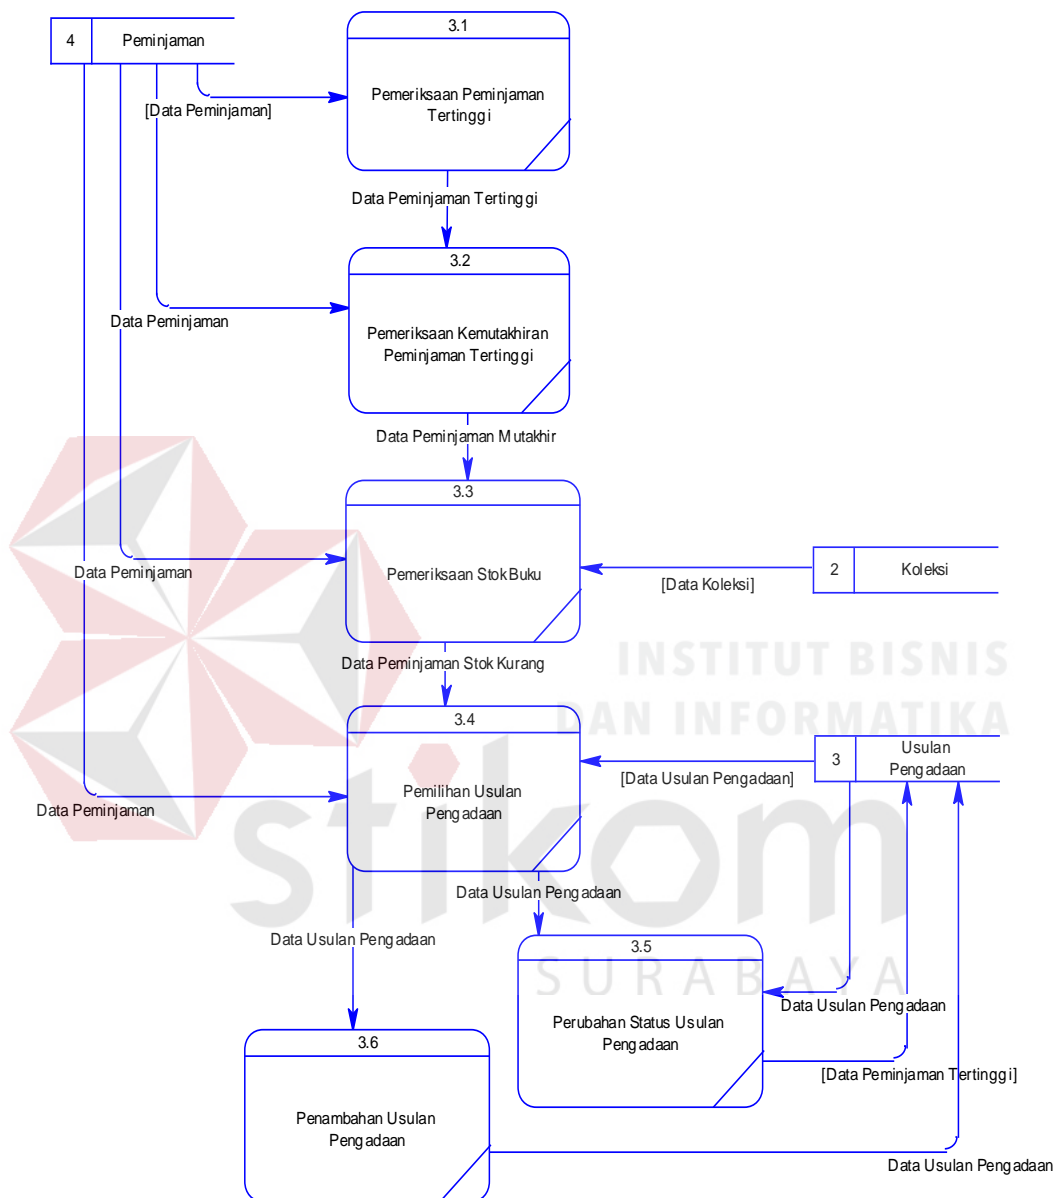 3.1
4
Peminjaman
Pemeriksaan Peminjaman
Tertinggi
[Data Peminjaman]
Data Peminjaman Tertinggi
3.2
Data Peminjaman
Pemeriksaan Kemutakhiran
Peminjaman Tertinggi
Data Peminjaman Mutakhir
3.3
Data Peminjaman
Pemeriksaan Stok Buku
[Data Koleksi]
2
Koleksi
Data Peminjaman Stok Kurang
INSTITUT BISNIS
DAN INFORMATIKA
3.4
3
Usulan
Pengadaan
[Data Usulan Pengadaan]
Data Peminjaman
Pemilihan Usulan
Pengadaan
stikom
Data Usulan Pengadaan
Data Usulan Pengadaan
3.5
SURABAYA
Data Usulan Pengadaan
Perubahan Status Usulan
Pengadaan
3.6
[Data Peminjaman Tertinggi]
Penambahan Usulan
Pengadaan
Data Usulan Pengadaan